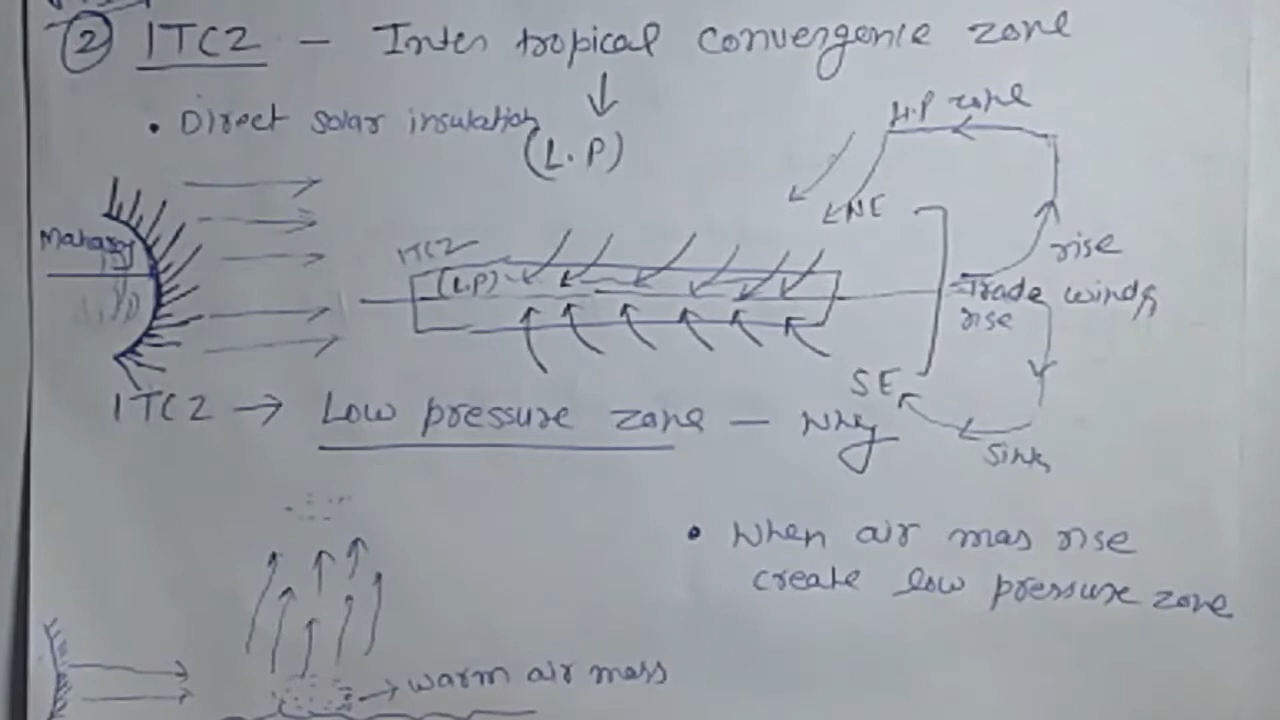 ② ITCZ - Inter tropical convergenie zone
• Direct solar insulation
(L.P)
H.P zone
NE
ITCZ
(L.P)
rise
Trade winds
rise
SE
Sink
ITCZ → Low pressure zone - Why
• When air mas rise
create low pressure zone
→ warm air mass